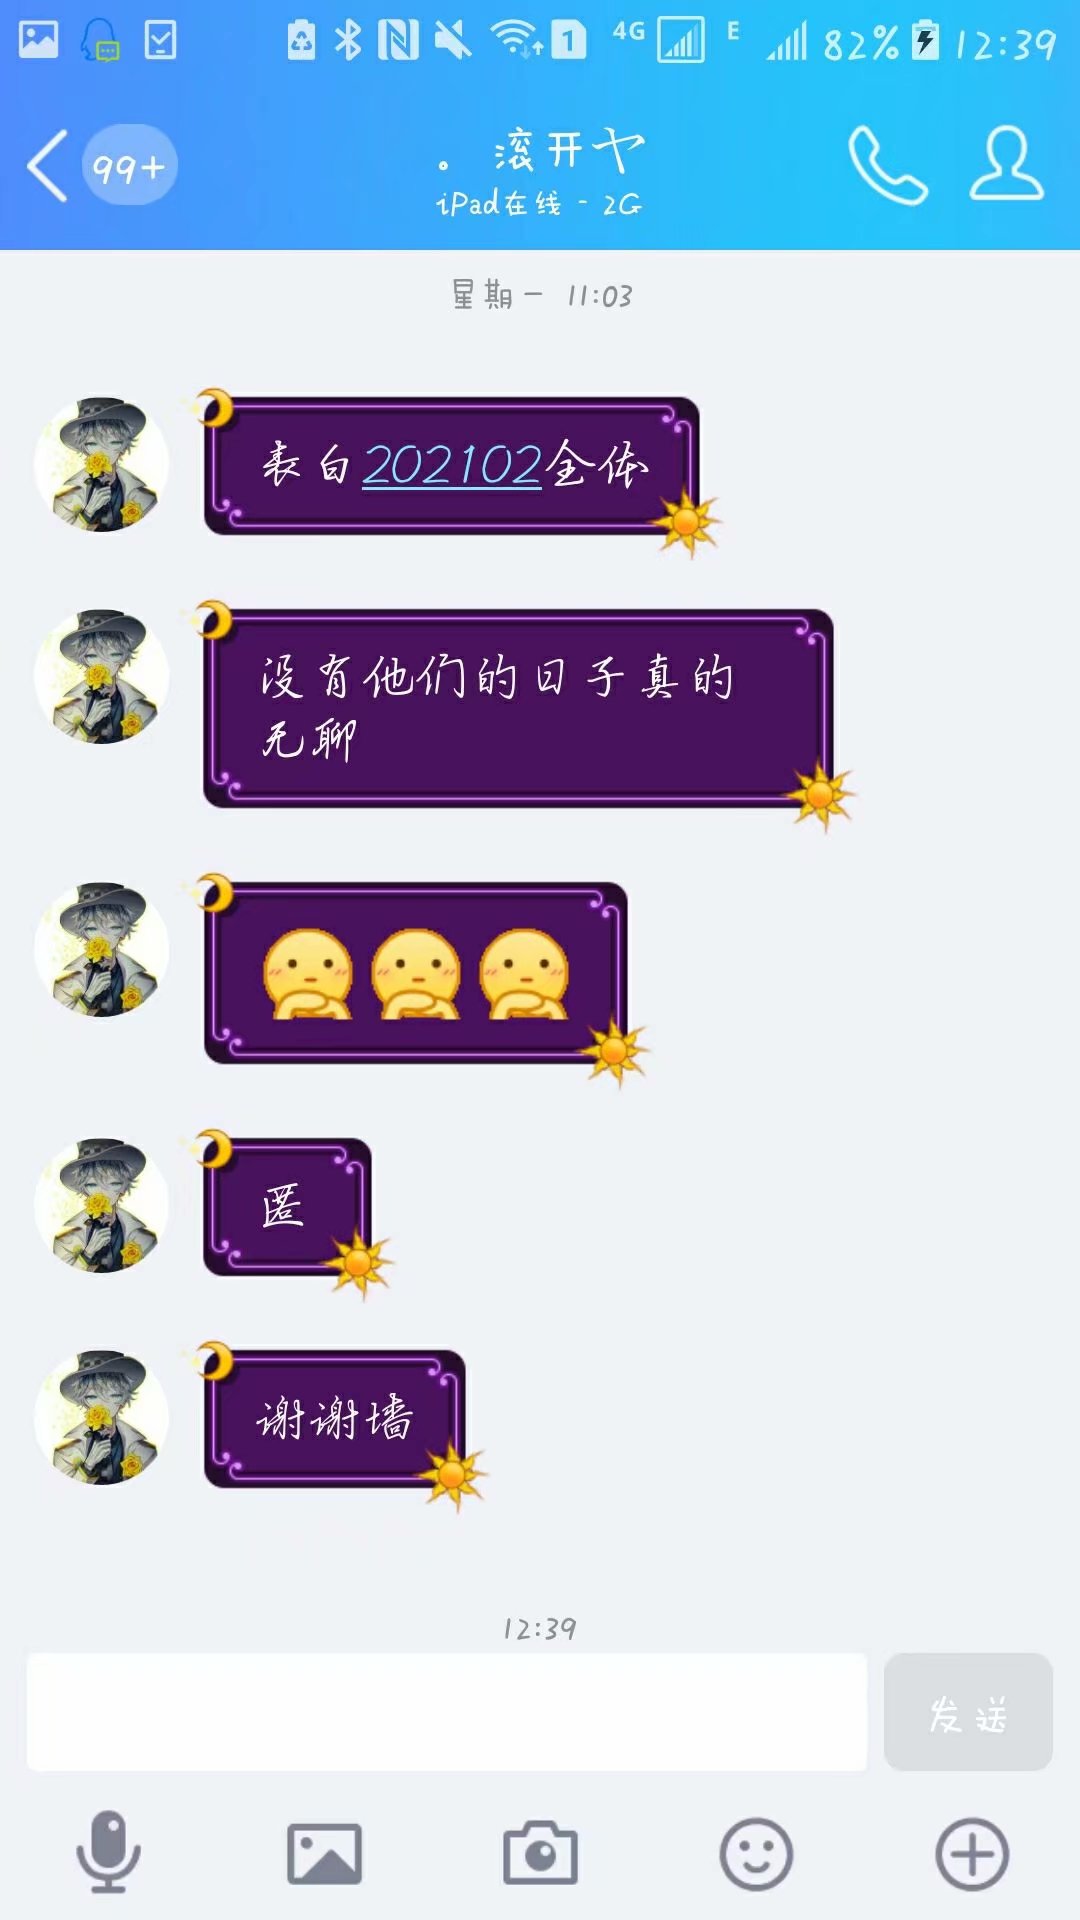 4G E 82% 12:39
99+
。滚开ヤ
iPad在线 - 2G
星期一 11:03
表白202102全体
没有他们的日子真的
无聊
匿
谢谢墙
12:39
发送